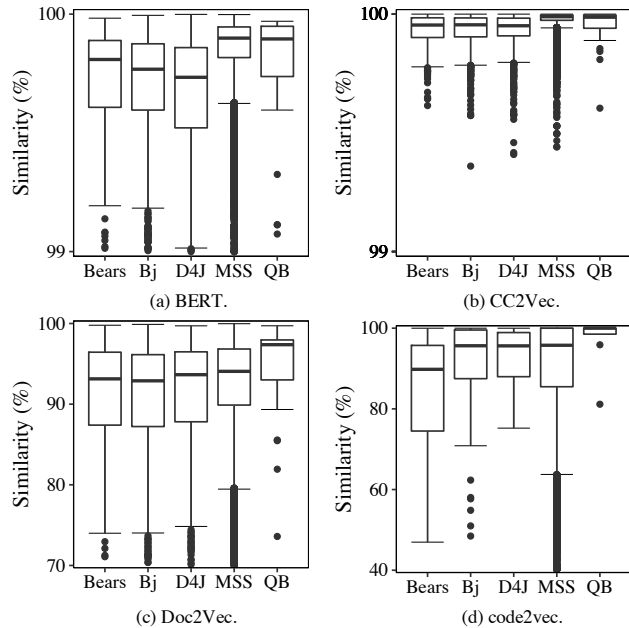 100
99
Similarity (%)
Bears Bj D4J MSS QB
(a) BERT.
100
99
Similarity (%)
Bears Bj D4J MSS QB
(b) CC2Vec.
100
90
80
70
Similarity (%)
Bears Bj D4J MSS QB
(c) Doc2Vec.
100
80
60
40
Similarity (%)
Bears Bj D4J MSS QB
(d) code2vec.